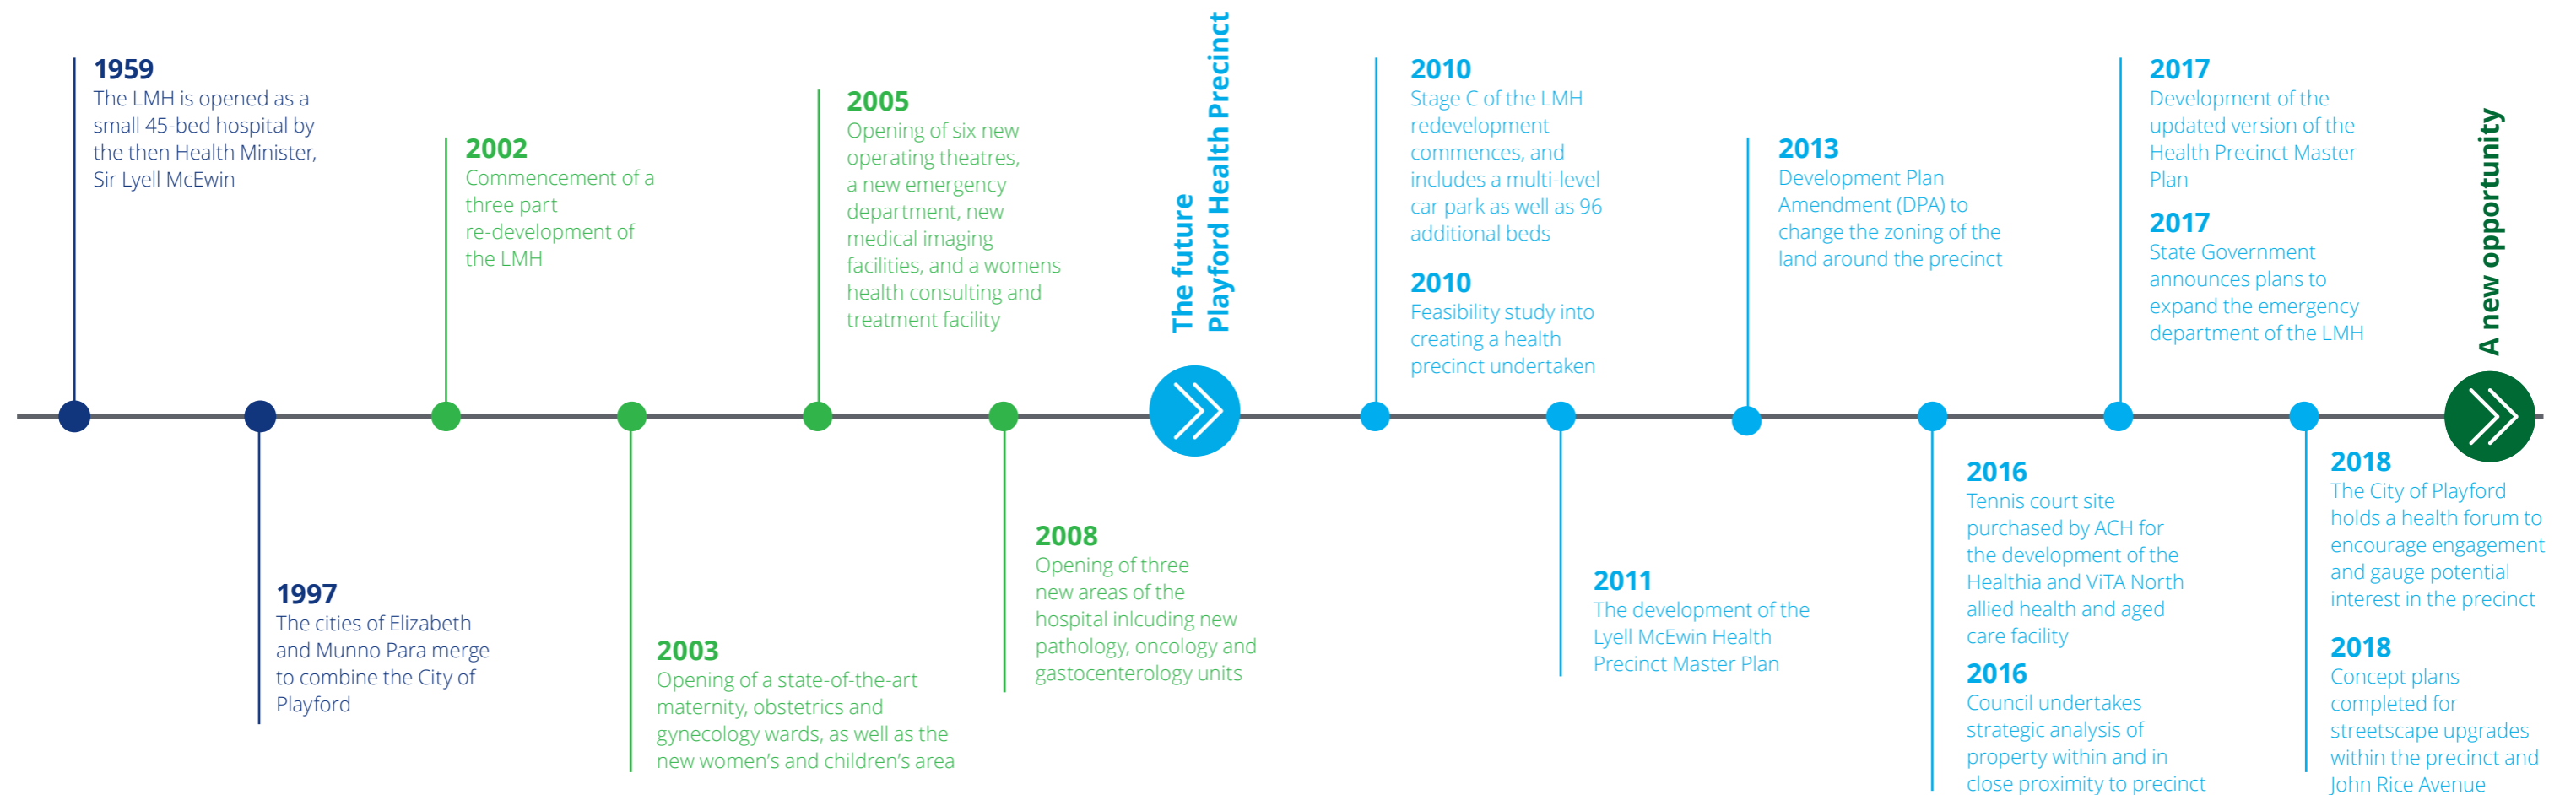 1959
The LMH is opened as a
small 45-bed hospital by
the then Health Minister,
Sir Lyell McEwin
1997
The cities of Elizabeth
and Munno Para merge
to combine the City of
Playford
2002
Commencement of a
three part
re-development of
the LMH
2003
Opening of a state-of-the-art
maternity, obstetrics and
gynecology wards, as well as the
new women’s and children’s area
2005
Opening of six new
operating theatres,
a new emergency
department, new
medical imaging
facilities, and a womens
health consulting and
treatment facility
2008
Opening of three
new areas of the
hospital inlcuding new
pathology, oncology and
gastocenterology units
The future
Playford Health Precinct
2010
Stage C of the LMH
redevelopment
commences, and
includes a multi-level
car park as well as 96
additional beds
2010
Feasibility study into
creating a health
precinct undertaken
2011
The development of the
Lyell McEwin Health
Precinct Master Plan
2013
Development Plan
Amendment (DPA) to
change the zoning of the
land around the precinct
2016
Tennis court site
purchased by ACH for
the development of the
Healthia and ViTA North
allied health and aged
care facility
2016
Council undertakes
strategic analysis of
property within and in
close proximity to precinct
2017
Development of the
updated version of the
Health Precinct Master
Plan
2017
State Government
announces plans to
expand the emergency
department of the LMH
2018
The City of Playford
holds a health forum to
encourage engagement
and gauge potential
interest in the precinct
2018
Concept plans
completed for
streetscape upgrades
within the precinct and
John Rice Avenue
A new opportunity